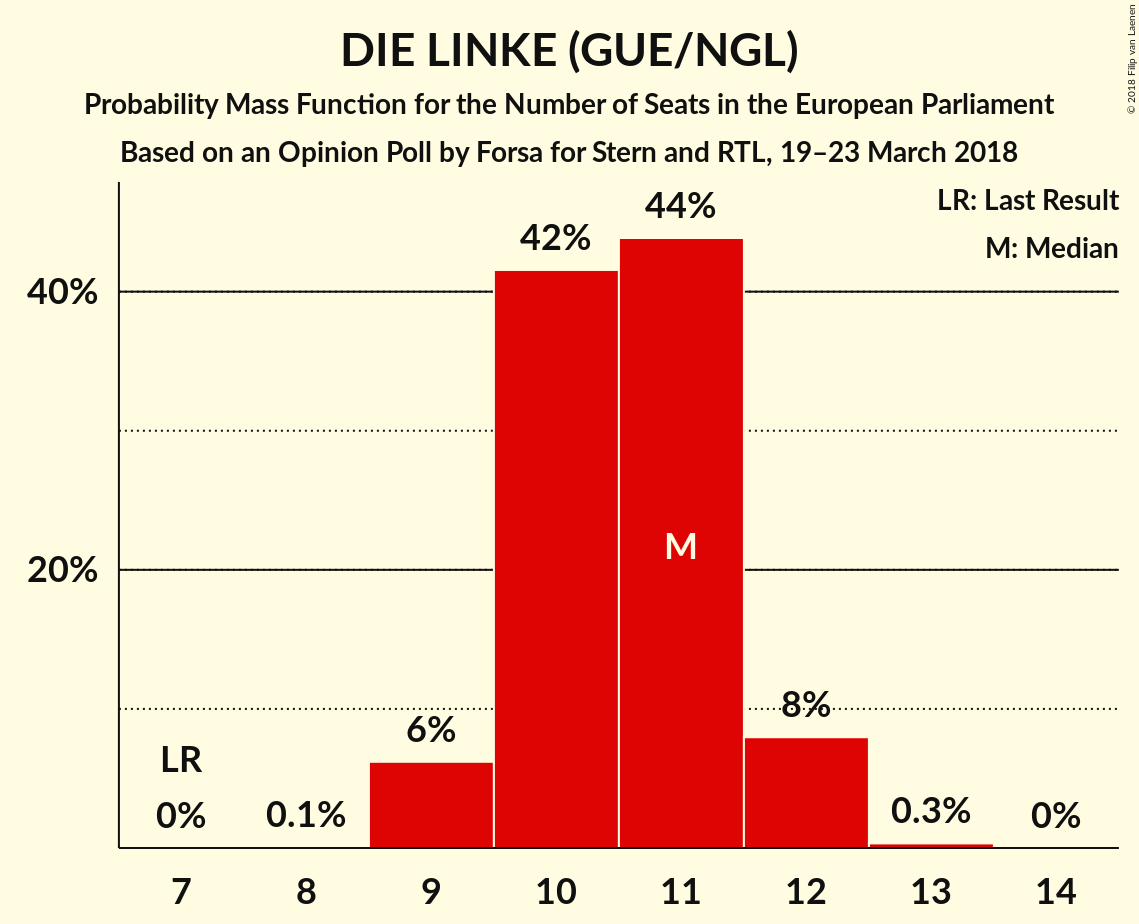 DIE LINKE (GUE/NGL)
Probability Mass Function for the Number of Seats in the European Parliament
Based on an Opinion Poll by Forsa for Stern and RTL, 19–23 March 2018
© 2018 Filip van Laenen
LR: Last Result
M: Median
44%
42%
40%
M
20%
8%
6%
LR
0%
0.1%
0.3%
0%
7 8 9 10 11 12 13 14